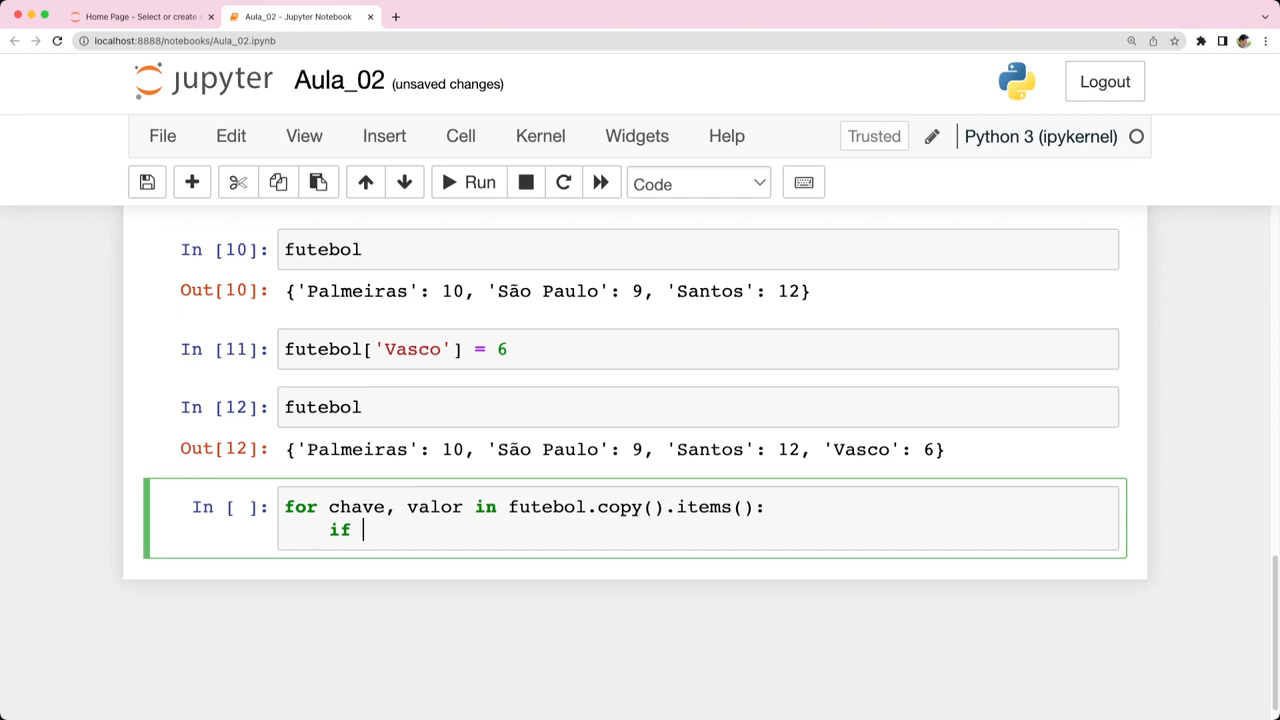 Home Page - Select or create a
Aula_02 - Jupyter Notebook
localhost:8888/notebooks/Aula_02.ipynb
jupyter Aula_02 (unsaved changes)
Logout
File Edit View Insert Cell Kernel Widgets Help
Trusted
Python 3 (ipykernel)
Run
Code
In [10]: futebol
Out[10]: {'Palmeiras': 10, 'São Paulo': 9, 'Santos': 12}
In [11]: futebol['Vasco'] = 6
In [12]: futebol
Out[12]: {'Palmeiras': 10, 'São Paulo': 9, 'Santos': 12, 'Vasco': 6}
In [ ]: for chave, valor in futebol.copy().items():
if